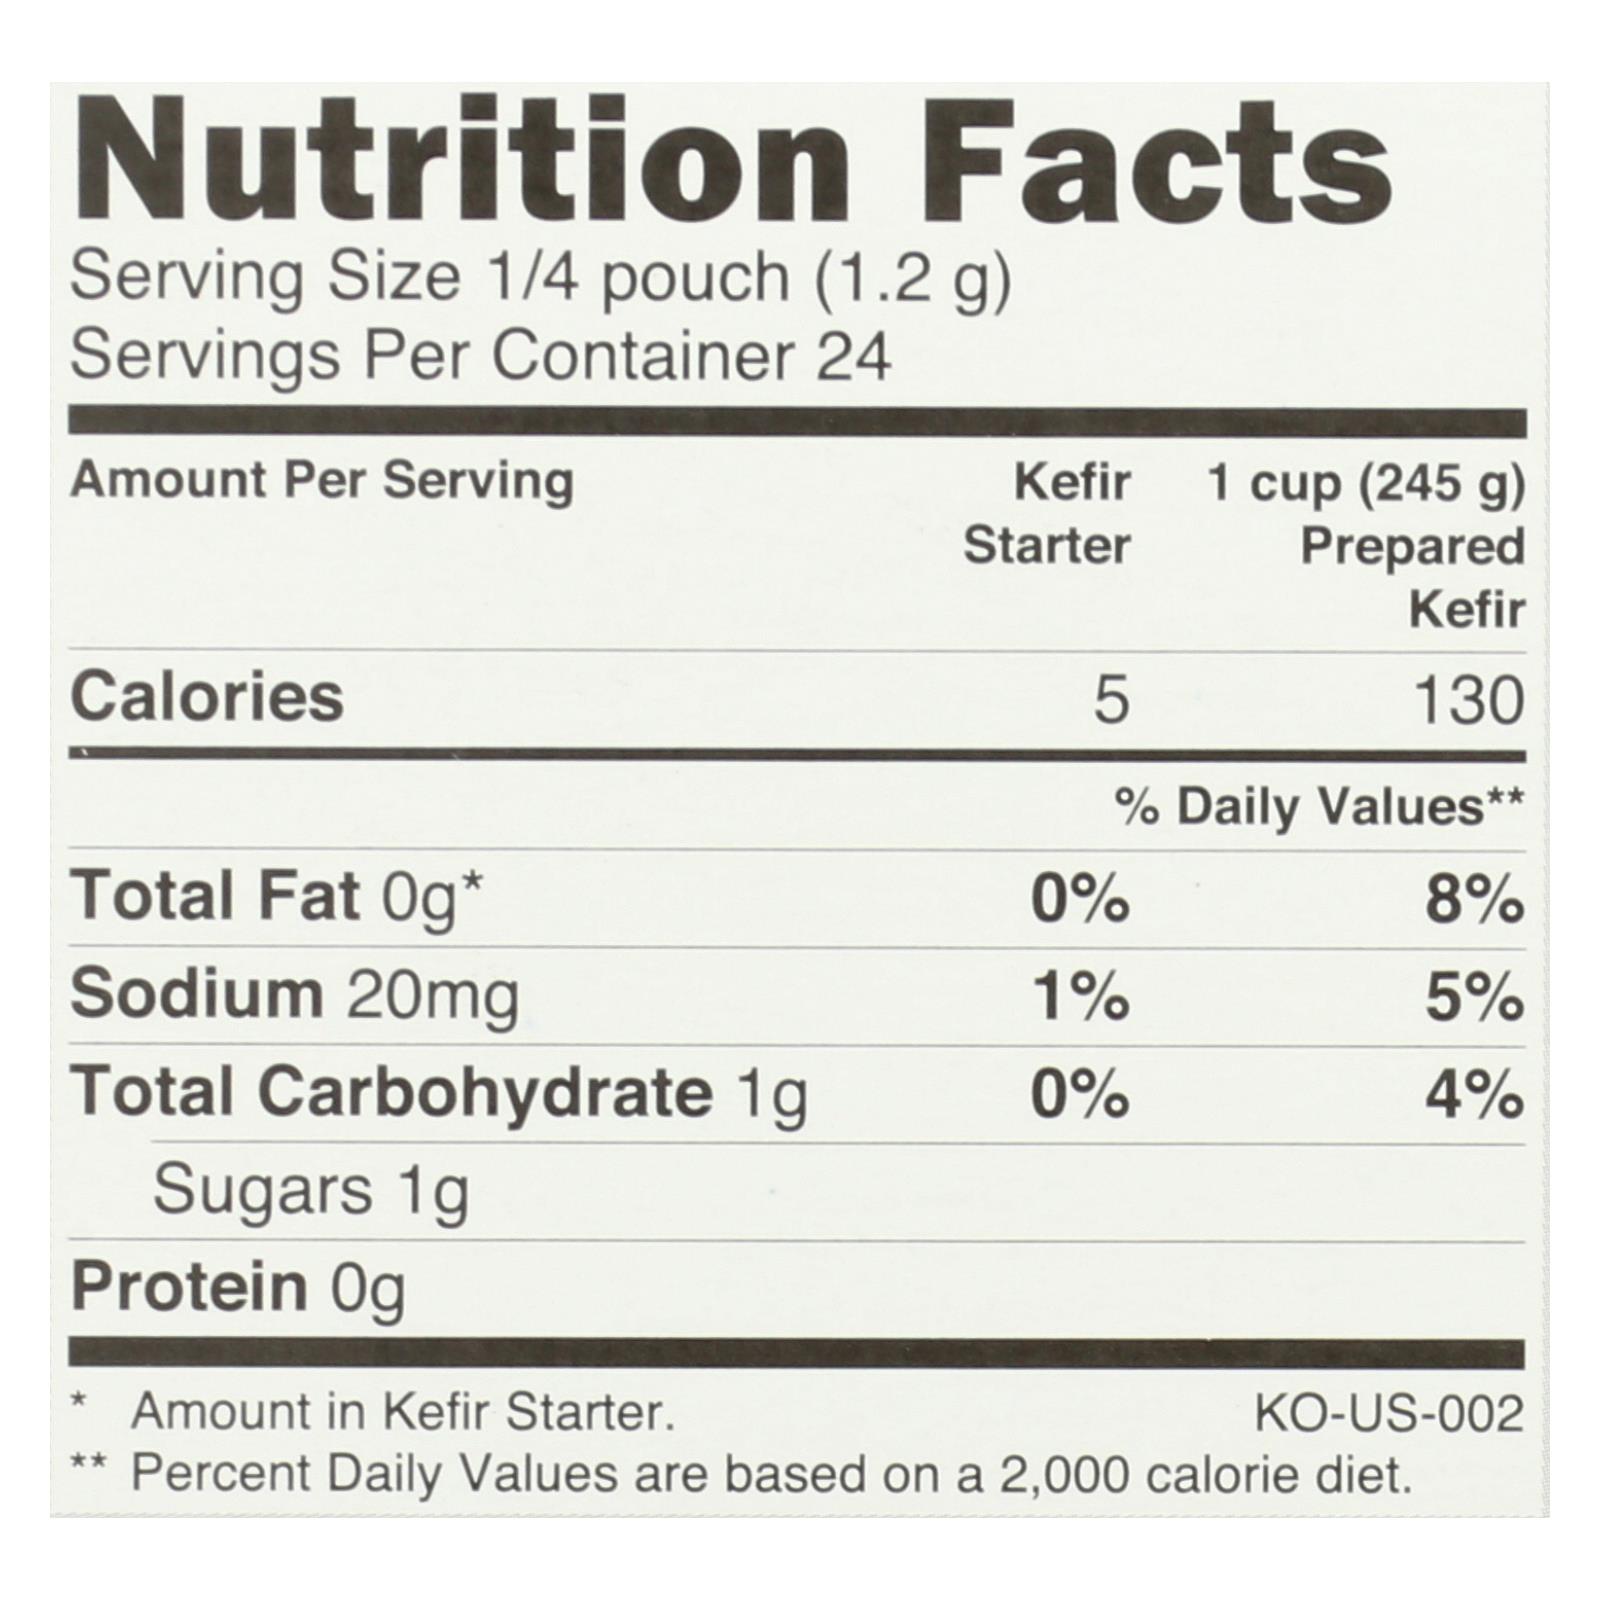 Nutrition Facts
Serving Size 1/4 pouch (1.2 g)
Servings Per Container 24
Amount Per Serving Kefir 1 cup (245 g)
Starter Prepared
Kefir
Calories 5 130
% Daily Values**
Total Fat 0g* 0% 8%
Sodium 20mg 1% 5%
Total Carbohydrate 1g 0% 4%
Sugars 1g
Protein 0g
* Amount in Kefir Starter. KO-US-002
** Percent Daily Values are based on a 2,000 calorie diet.